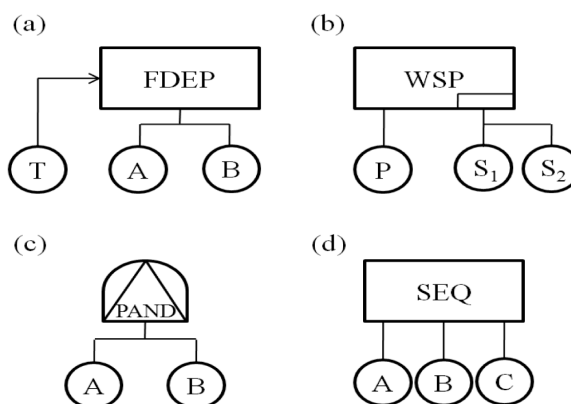 (a) (b)
FDEP WSP
T A B P S₁ S₂
(c) (d)
PAND SEQ
A B A B C